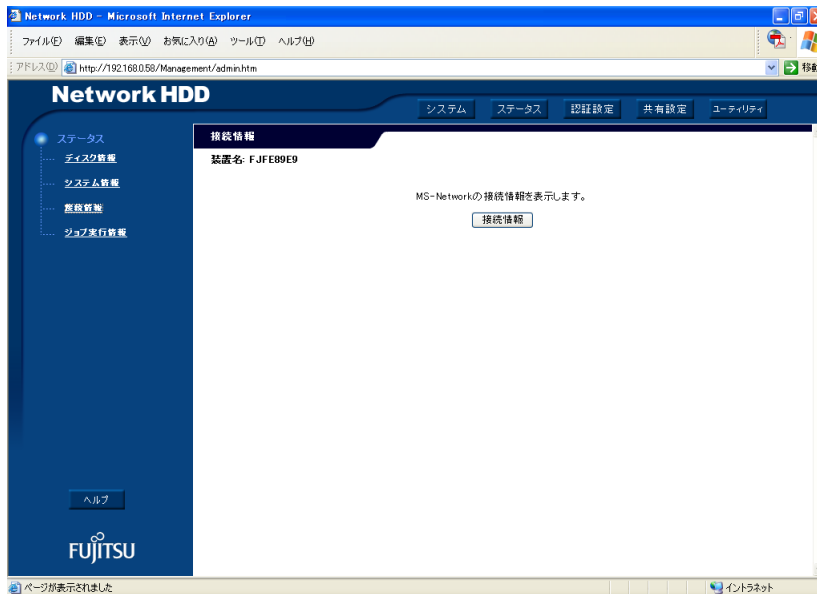 Network HDD - Microsoft Internet Explorer
ファイル(F) 編集(E) 表示(V) お気に入り(A) ツール(T) ヘルプ(H)
アドレス(D) http://192.168.0.58/Management/admin.htm 移動
Network HDD
システム ステータス 認証設定 共有設定 ユーティリティ
ステータス
ディスク情報
システム情報
接続情報
ジョブ実行情報
接続情報
装置名: FJFE89E9
MS-Networkの接続情報を表示します。
接続情報
ヘルプ
FUJITSU
ページが表示されました イントラネット